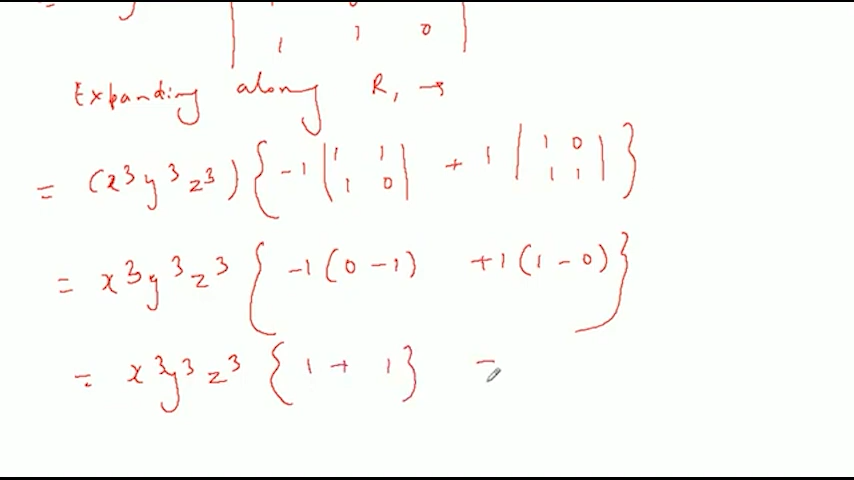 | 1 1 0 |
Expanding along R, →
= (x³y³z³) { -1 | 1 1 | + 1 | 1 0 | }
1 0 1 1
= x³y³z³ { -1(0-1) +1(1-0) }
= x³y³z³ { 1 + 1 } =